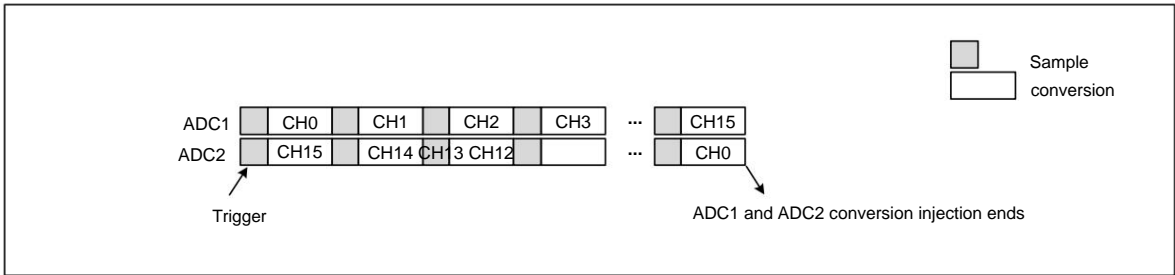 Sample
conversion
ADC1 CH0 CH1 CH2 CH3 ... CH15
ADC2 CH15 CH14 CH13 CH12 ... CH0
Trigger
ADC1 and ADC2 conversion injection ends